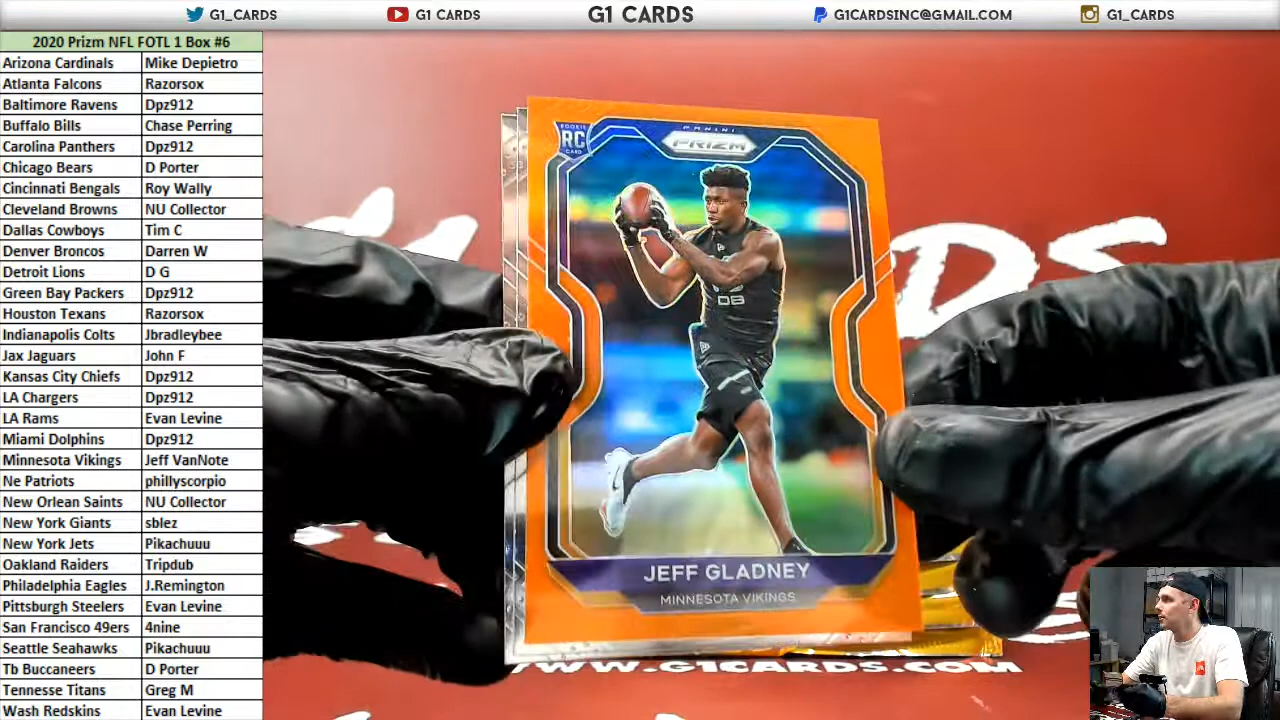 G1_CARDS
G1 CARDS
G1 CARDS
G1CARDSINC@GMAIL.COM
G1_CARDS
2020 Prizm NFL FOTL 1 Box #6
Arizona Cardinals Mike Depietro
Atlanta Falcons Razorsox
Baltimore Ravens Dpz912
Buffalo Bills Chase Perring
Carolina Panthers Dpz912
Chicago Bears D Porter
Cincinnati Bengals Roy Wally
Cleveland Browns NU Collector
Dallas Cowboys Tim C
Denver Broncos Darren W
Detroit Lions D G
Green Bay Packers Dpz912
Houston Texans Razorsox
Indianapolis Colts Jbradleybee
Jax Jaguars John F
Kansas City Chiefs Dpz912
LA Chargers Dpz912
LA Rams Evan Levine
Miami Dolphins Dpz912
Minnesota Vikings Jeff VanNote
Ne Patriots phillyscorpio
New Orlean Saints NU Collector
New York Giants sblez
New York Jets Pikachuuu
Oakland Raiders Tripdub
Philadelphia Eagles J.Remington
Pittsburgh Steelers Evan Levine
San Francisco 49ers 4nine
Seattle Seahawks Pikachuuu
Tb Buccaneers D Porter
Tennesse Titans Greg M
Wash Redskins Evan Levine
ROOKIE
RC
CARD
PANINI
PRIZM
DB
JEFF GLADNEY
MINNESOTA VIKINGS
WWW.G1CARDS.COM